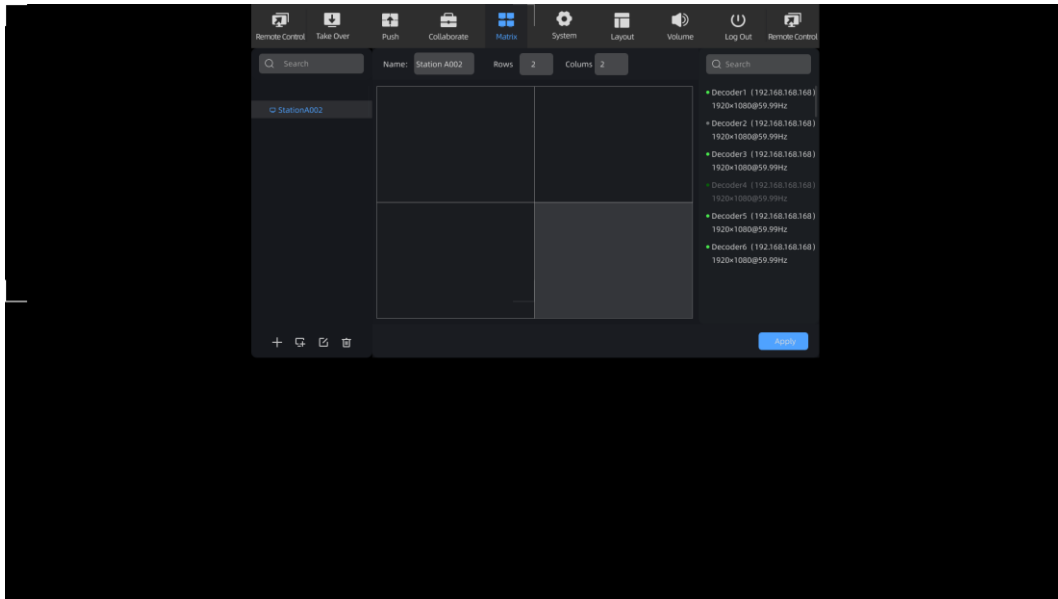 Remote Control Take Over Push Collaborate Matrix System Layout Volume Log Out Remote Control
Search Name: Station A002 Rows 2 Colums 2 Search
StationA002
Decoder1 (192.168.168.168)
1920×1080@59.99Hz
Decoder2 (192.168.168.168)
1920×1080@59.99Hz
Decoder3 (192.168.168.168)
1920×1080@59.99Hz
Decoder4 (192.168.168.168)
1920×1080@59.99Hz
Decoder5 (192.168.168.168)
1920×1080@59.99Hz
Decoder6 (192.168.168.168)
1920×1080@59.99Hz
Apply